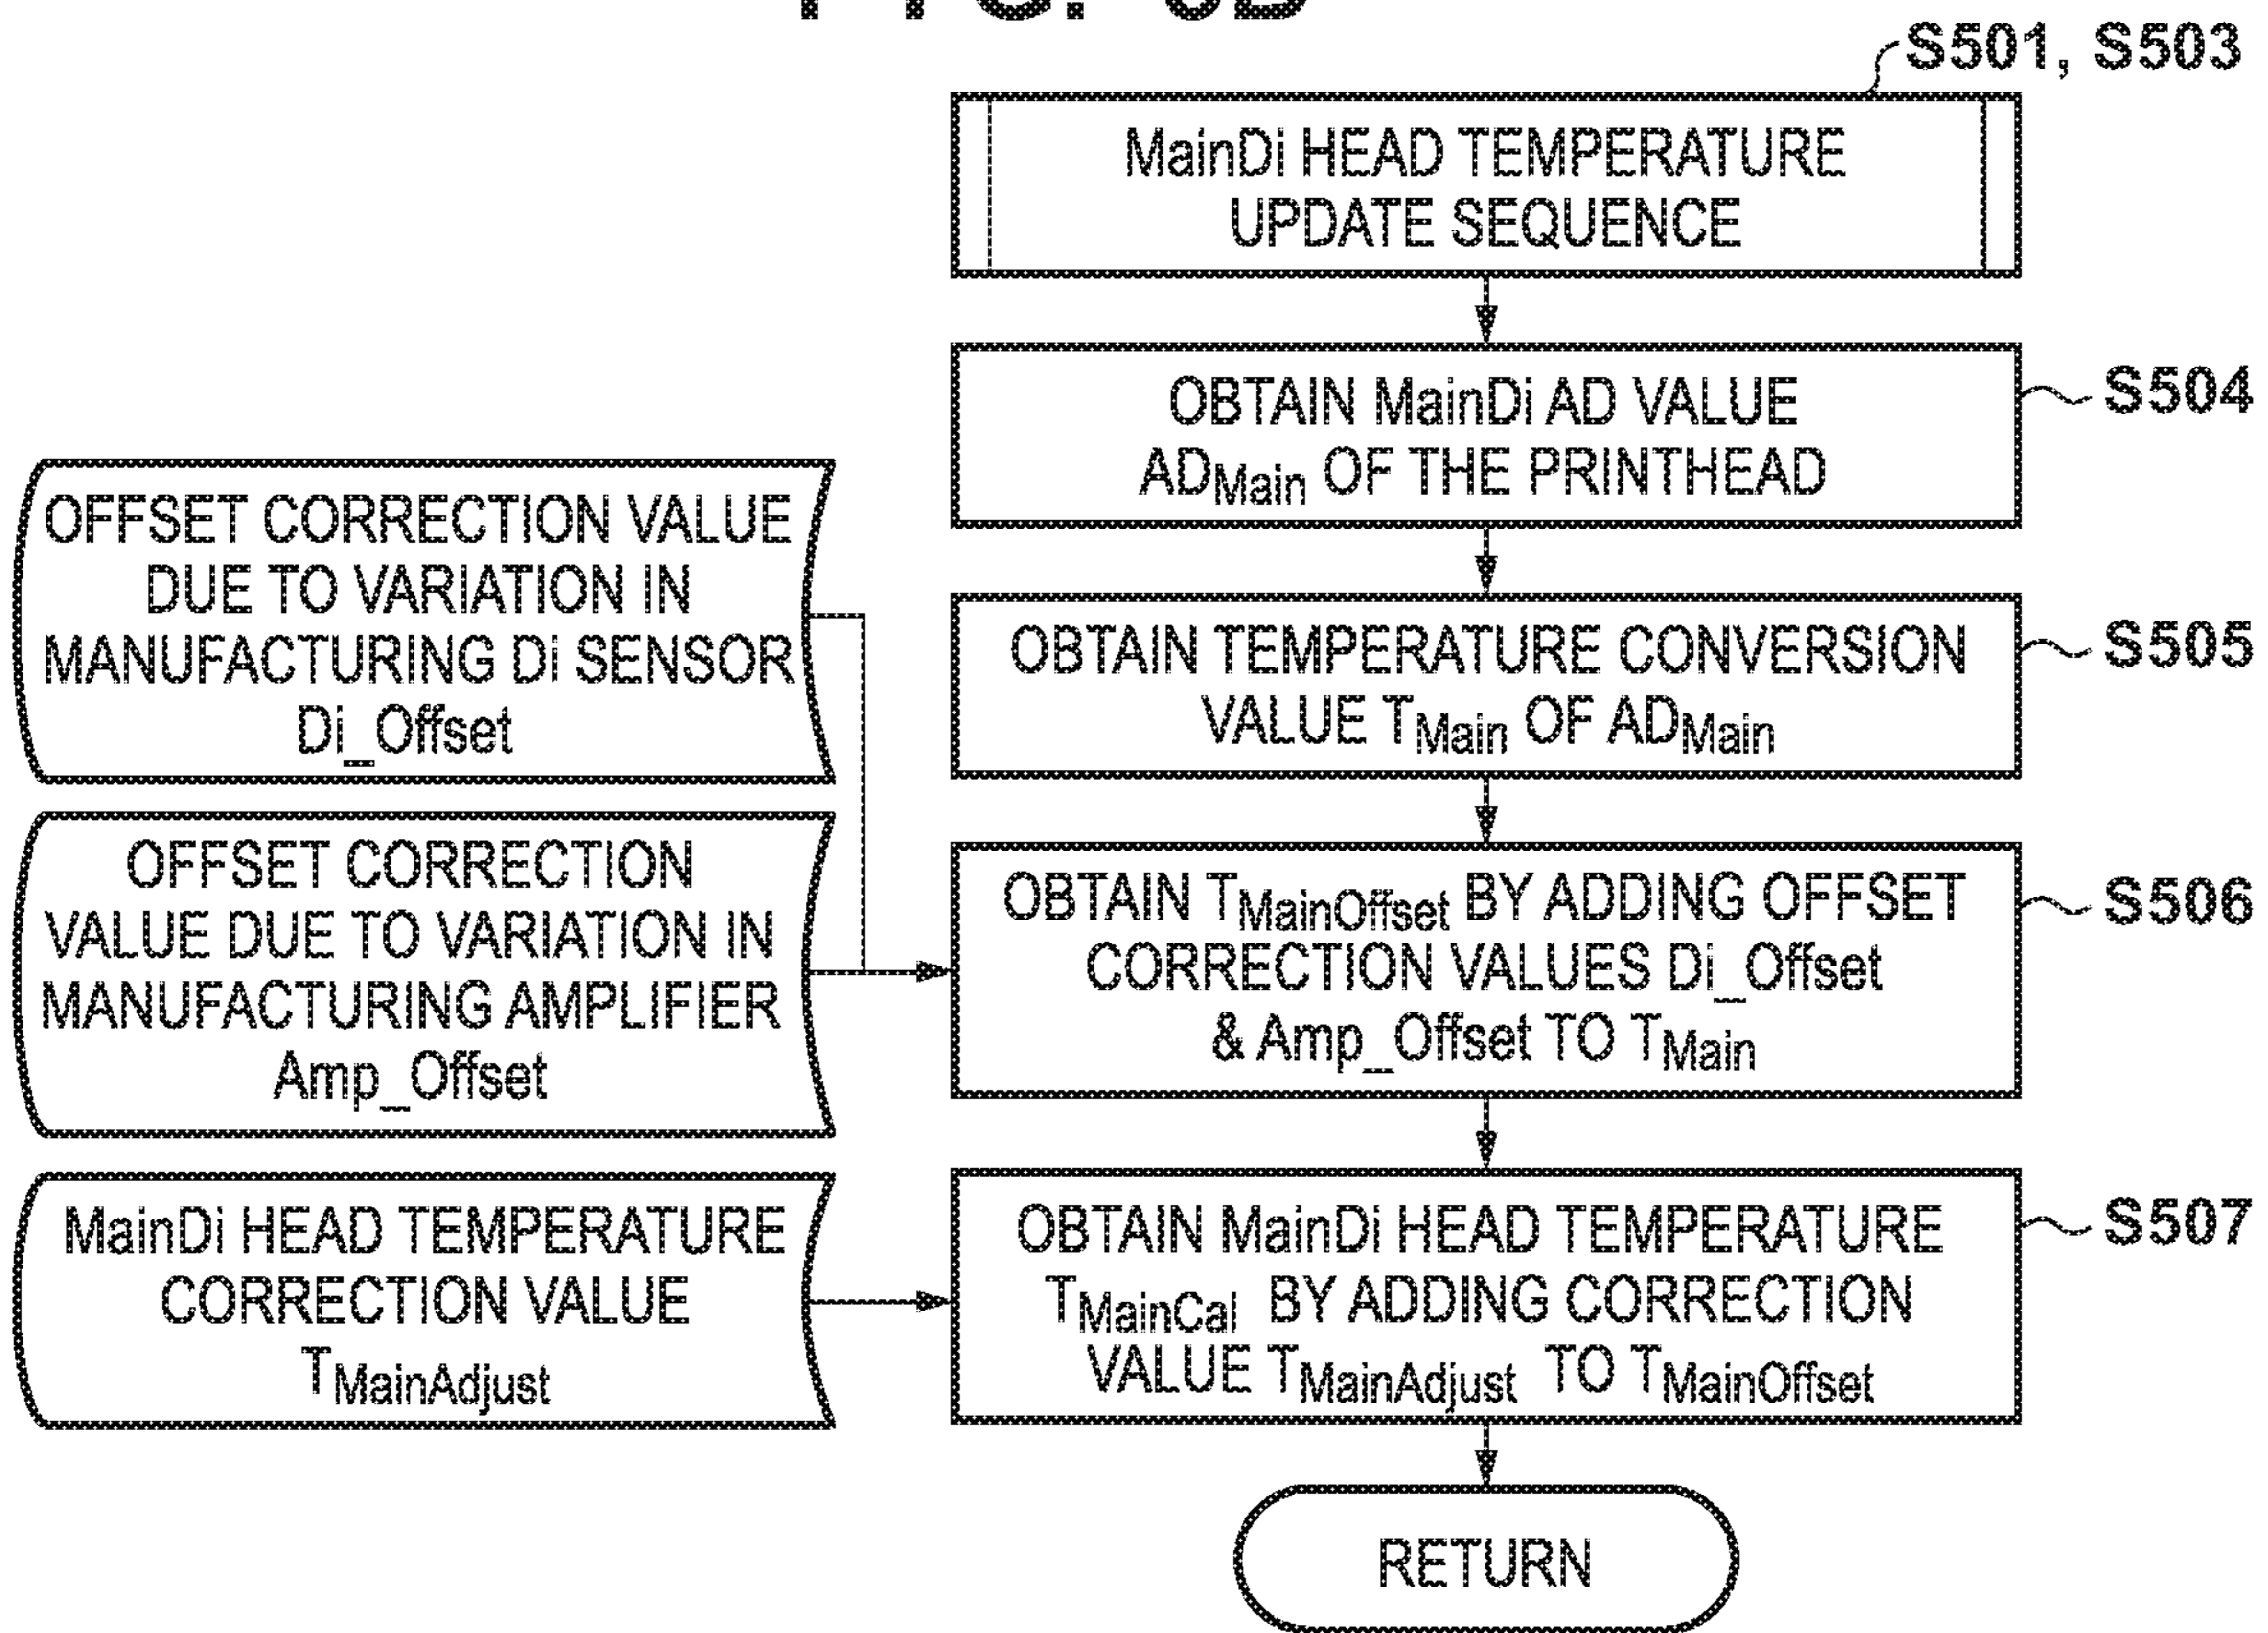 S501, S503
MainDi HEAD TEMPERATURE
UPDATE SEQUENCE
OBTAIN MainDi AD VALUE
ADMain OF THE PRINTHEAD
S504
OFFSET CORRECTION VALUE
DUE TO VARIATION IN
MANUFACTURING Di SENSOR
Di_Offset
OBTAIN TEMPERATURE CONVERSION
VALUE TMain OF ADMain
S505
OFFSET CORRECTION
VALUE DUE TO VARIATION IN
MANUFACTURING AMPLIFIER
Amp_Offset
OBTAIN TMainOffset BY ADDING OFFSET
CORRECTION VALUES Di_Offset
& Amp_Offset TO TMain
S506
MainDi HEAD TEMPERATURE
CORRECTION VALUE
TMainAdjust
OBTAIN MainDi HEAD TEMPERATURE
TMainCal BY ADDING CORRECTION
VALUE TMainAdjust TO TMainOffset
S507
RETURN